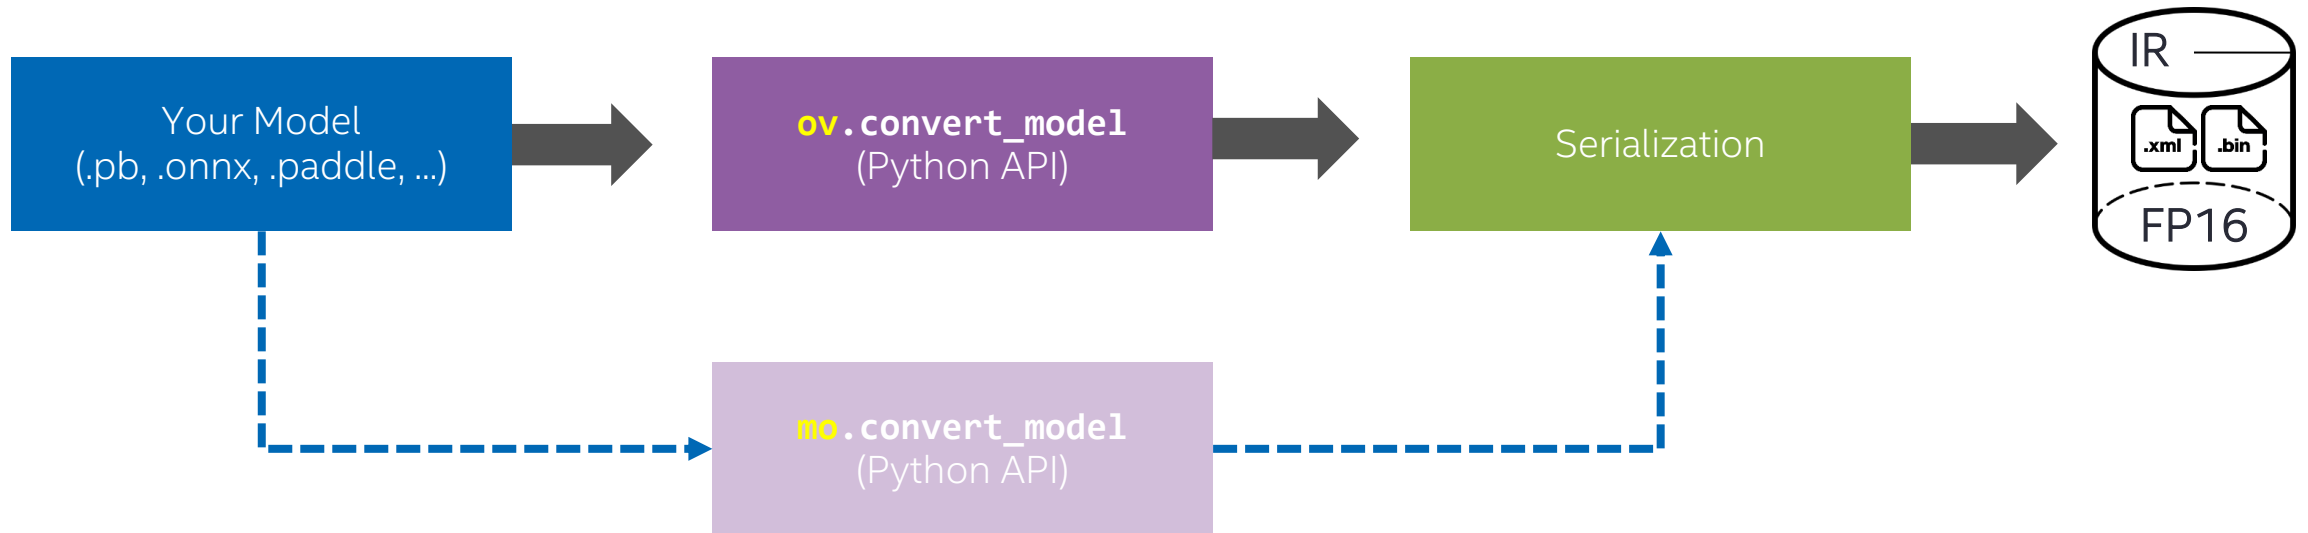 Your Model
(.pb, .onnx, .paddle, ...)
ov.convert_model
(Python API)
Serialization
IR
.xml
.bin
FP16
mo.convert_model
(Python API)